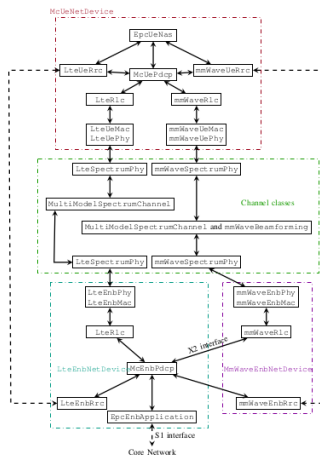 McUeNetDevice
EpcUeNas
LteUeRrc
mmWaveUeRrc
McUePdcp
LteRlc
mmWaveRlc
LteUeMac
LteUePhy
mmWaveUeMac
mmWaveUePhy
LteSpectrumPhy
mmWaveSpectrumPhy
MultiModelSpectrumChannel
Channel classes
MultiModelSpectrumChannel and mmWaveBeamforming
LteSpectrumPhy
mmWaveSpectrumPhy
LteEnbPhy
LteEnbMac
mmWaveEnbPhy
mmWaveEnbMac
LteRlc
X2 interface
mmWaveRlc
LteEnbNetDevice
McEnbPdcp
MmWaveEnbNetDevice
LteEnbRrc
mmWaveEnbRrc
EpcEnbApplication
S1 interface
Core Network